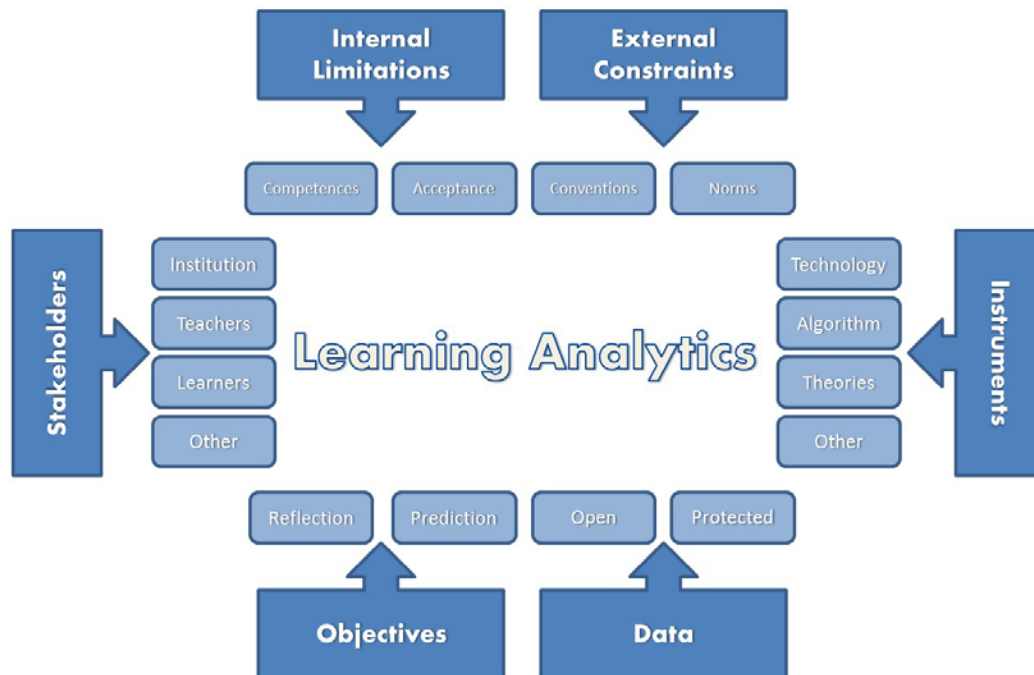 Internal
Limitations
External
Constraints
Competences
Acceptance
Conventions
Norms
Stakeholders
Institution
Teachers
Learners
Other
Learning Analytics
Technology
Algorithm
Theories
Other
Instruments
Reflection
Prediction
Open
Protected
Objectives
Data